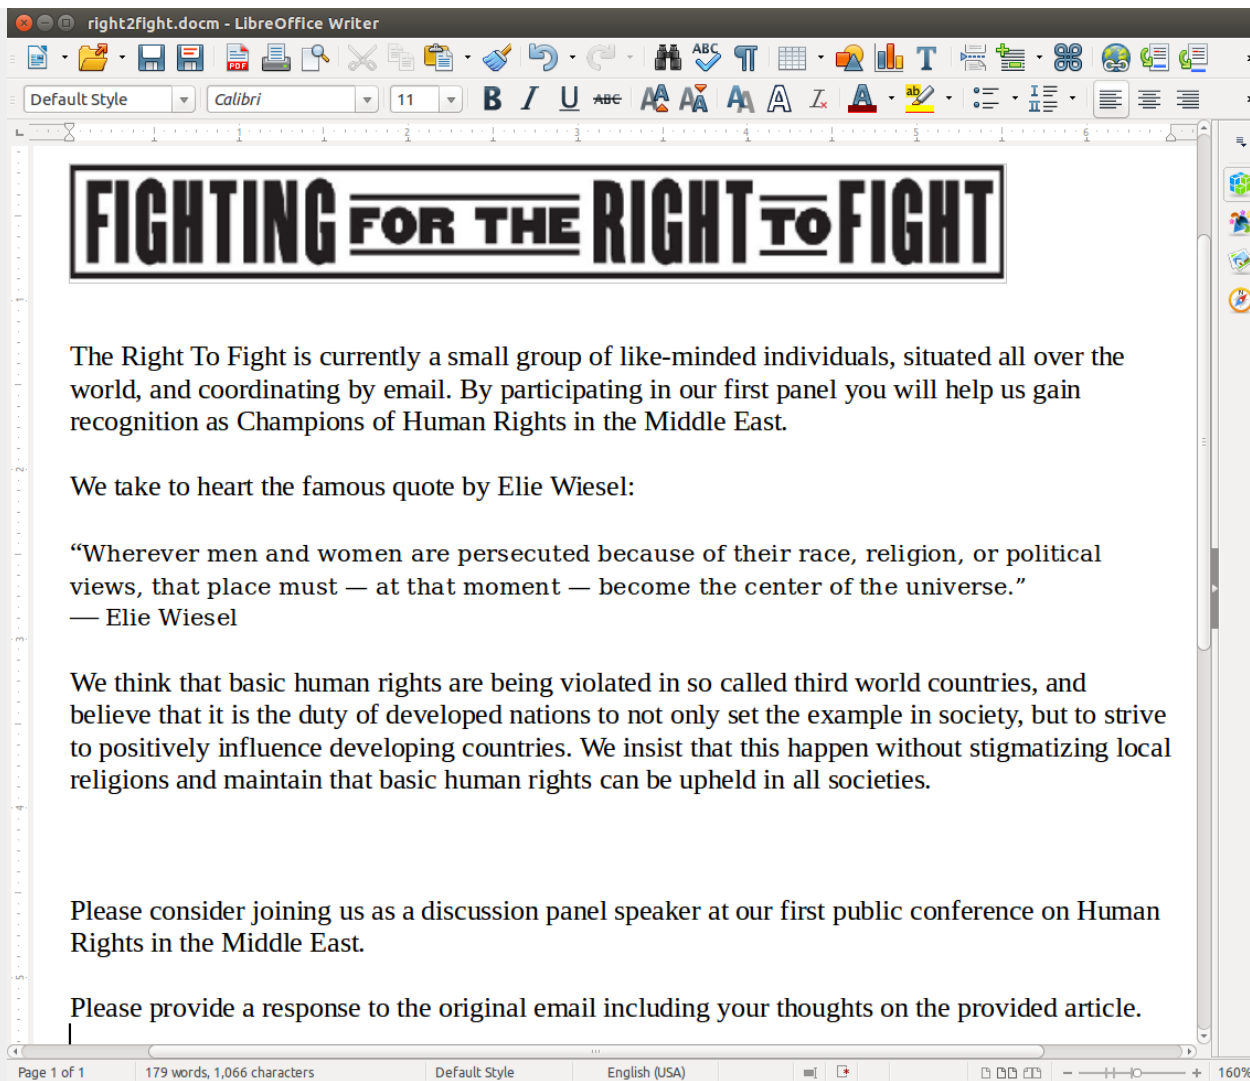 right2fight.docm - LibreOffice Writer
PDF
ABC
T
Default Style
Calibri
11
B I U ABC
1 2 3 4 5 6
FIGHTING FOR THE RIGHT TO FIGHT
The Right To Fight is currently a small group of like-minded individuals, situated all over the
world, and coordinating by email. By participating in our first panel you will help us gain
recognition as Champions of Human Rights in the Middle East.
We take to heart the famous quote by Elie Wiesel:
“Wherever men and women are persecuted because of their race, religion, or political
views, that place must — at that moment — become the center of the universe.”
— Elie Wiesel
We think that basic human rights are being violated in so called third world countries, and
believe that it is the duty of developed nations to not only set the example in society, but to strive
to positively influence developing countries. We insist that this happen without stigmatizing local
religions and maintain that basic human rights can be upheld in all societies.
Please consider joining us as a discussion panel speaker at our first public conference on Human
Rights in the Middle East.
Please provide a response to the original email including your thoughts on the provided article.
Page 1 of 1 179 words, 1,066 characters Default Style English (USA) 160%